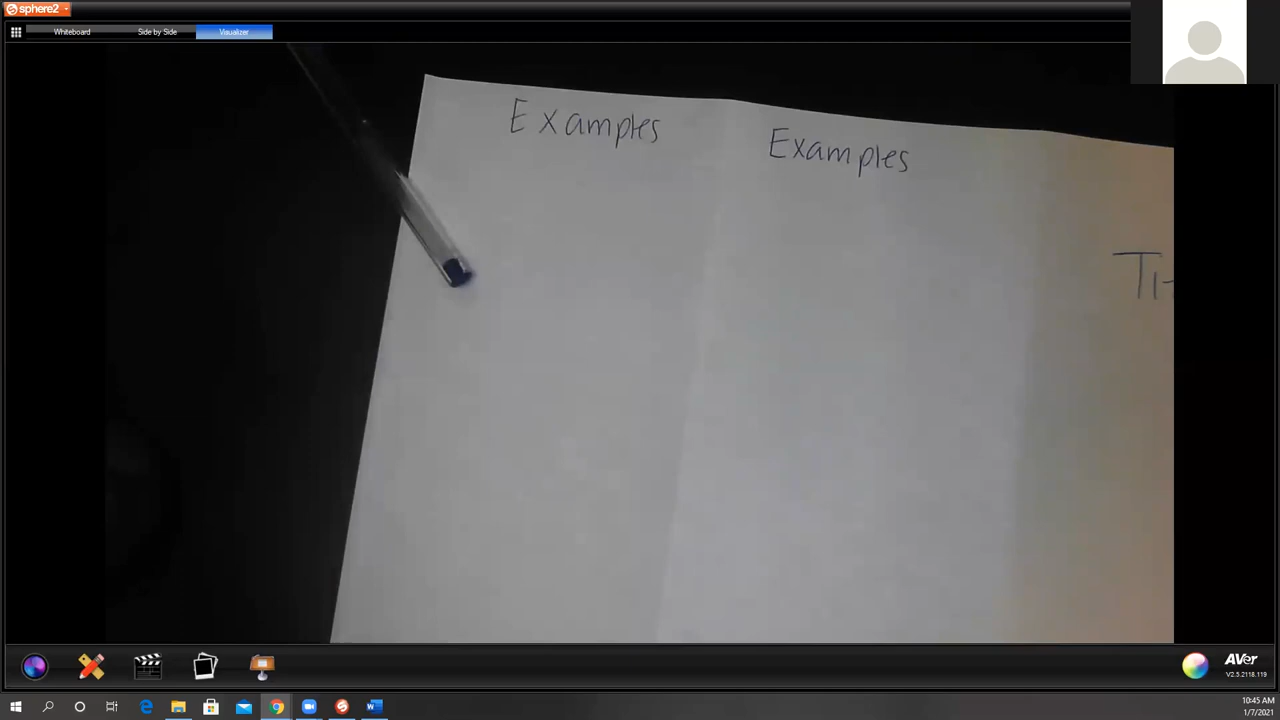 sphere2
Whiteboard Side by Side Visualizer
Examples
Examples
AVer
V2.5.2118.119
10:45 AM
1/7/2021